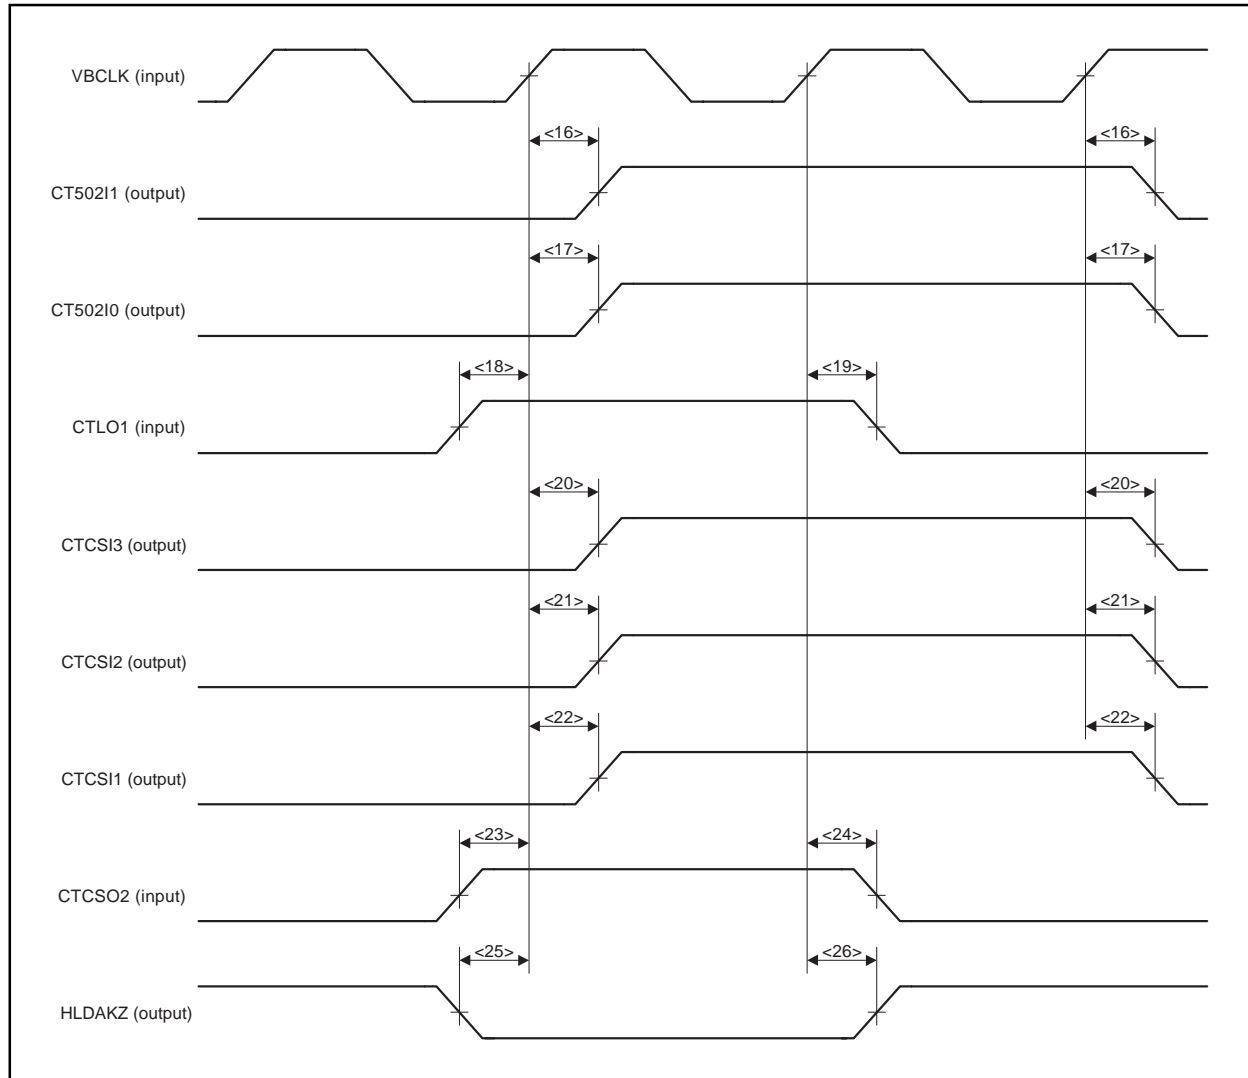 VBCLK (input)
<16> <16>
CT502I1 (output)
<17> <17>
CT502I0 (output)
<18> <19>
CTLO1 (input)
<20> <20>
CTCSI3 (output)
<21> <21>
CTCSI2 (output)
<22> <22>
CTCSI1 (output)
<23> <24>
CTCSO2 (input)
<25> <26>
HLDAKZ (output)